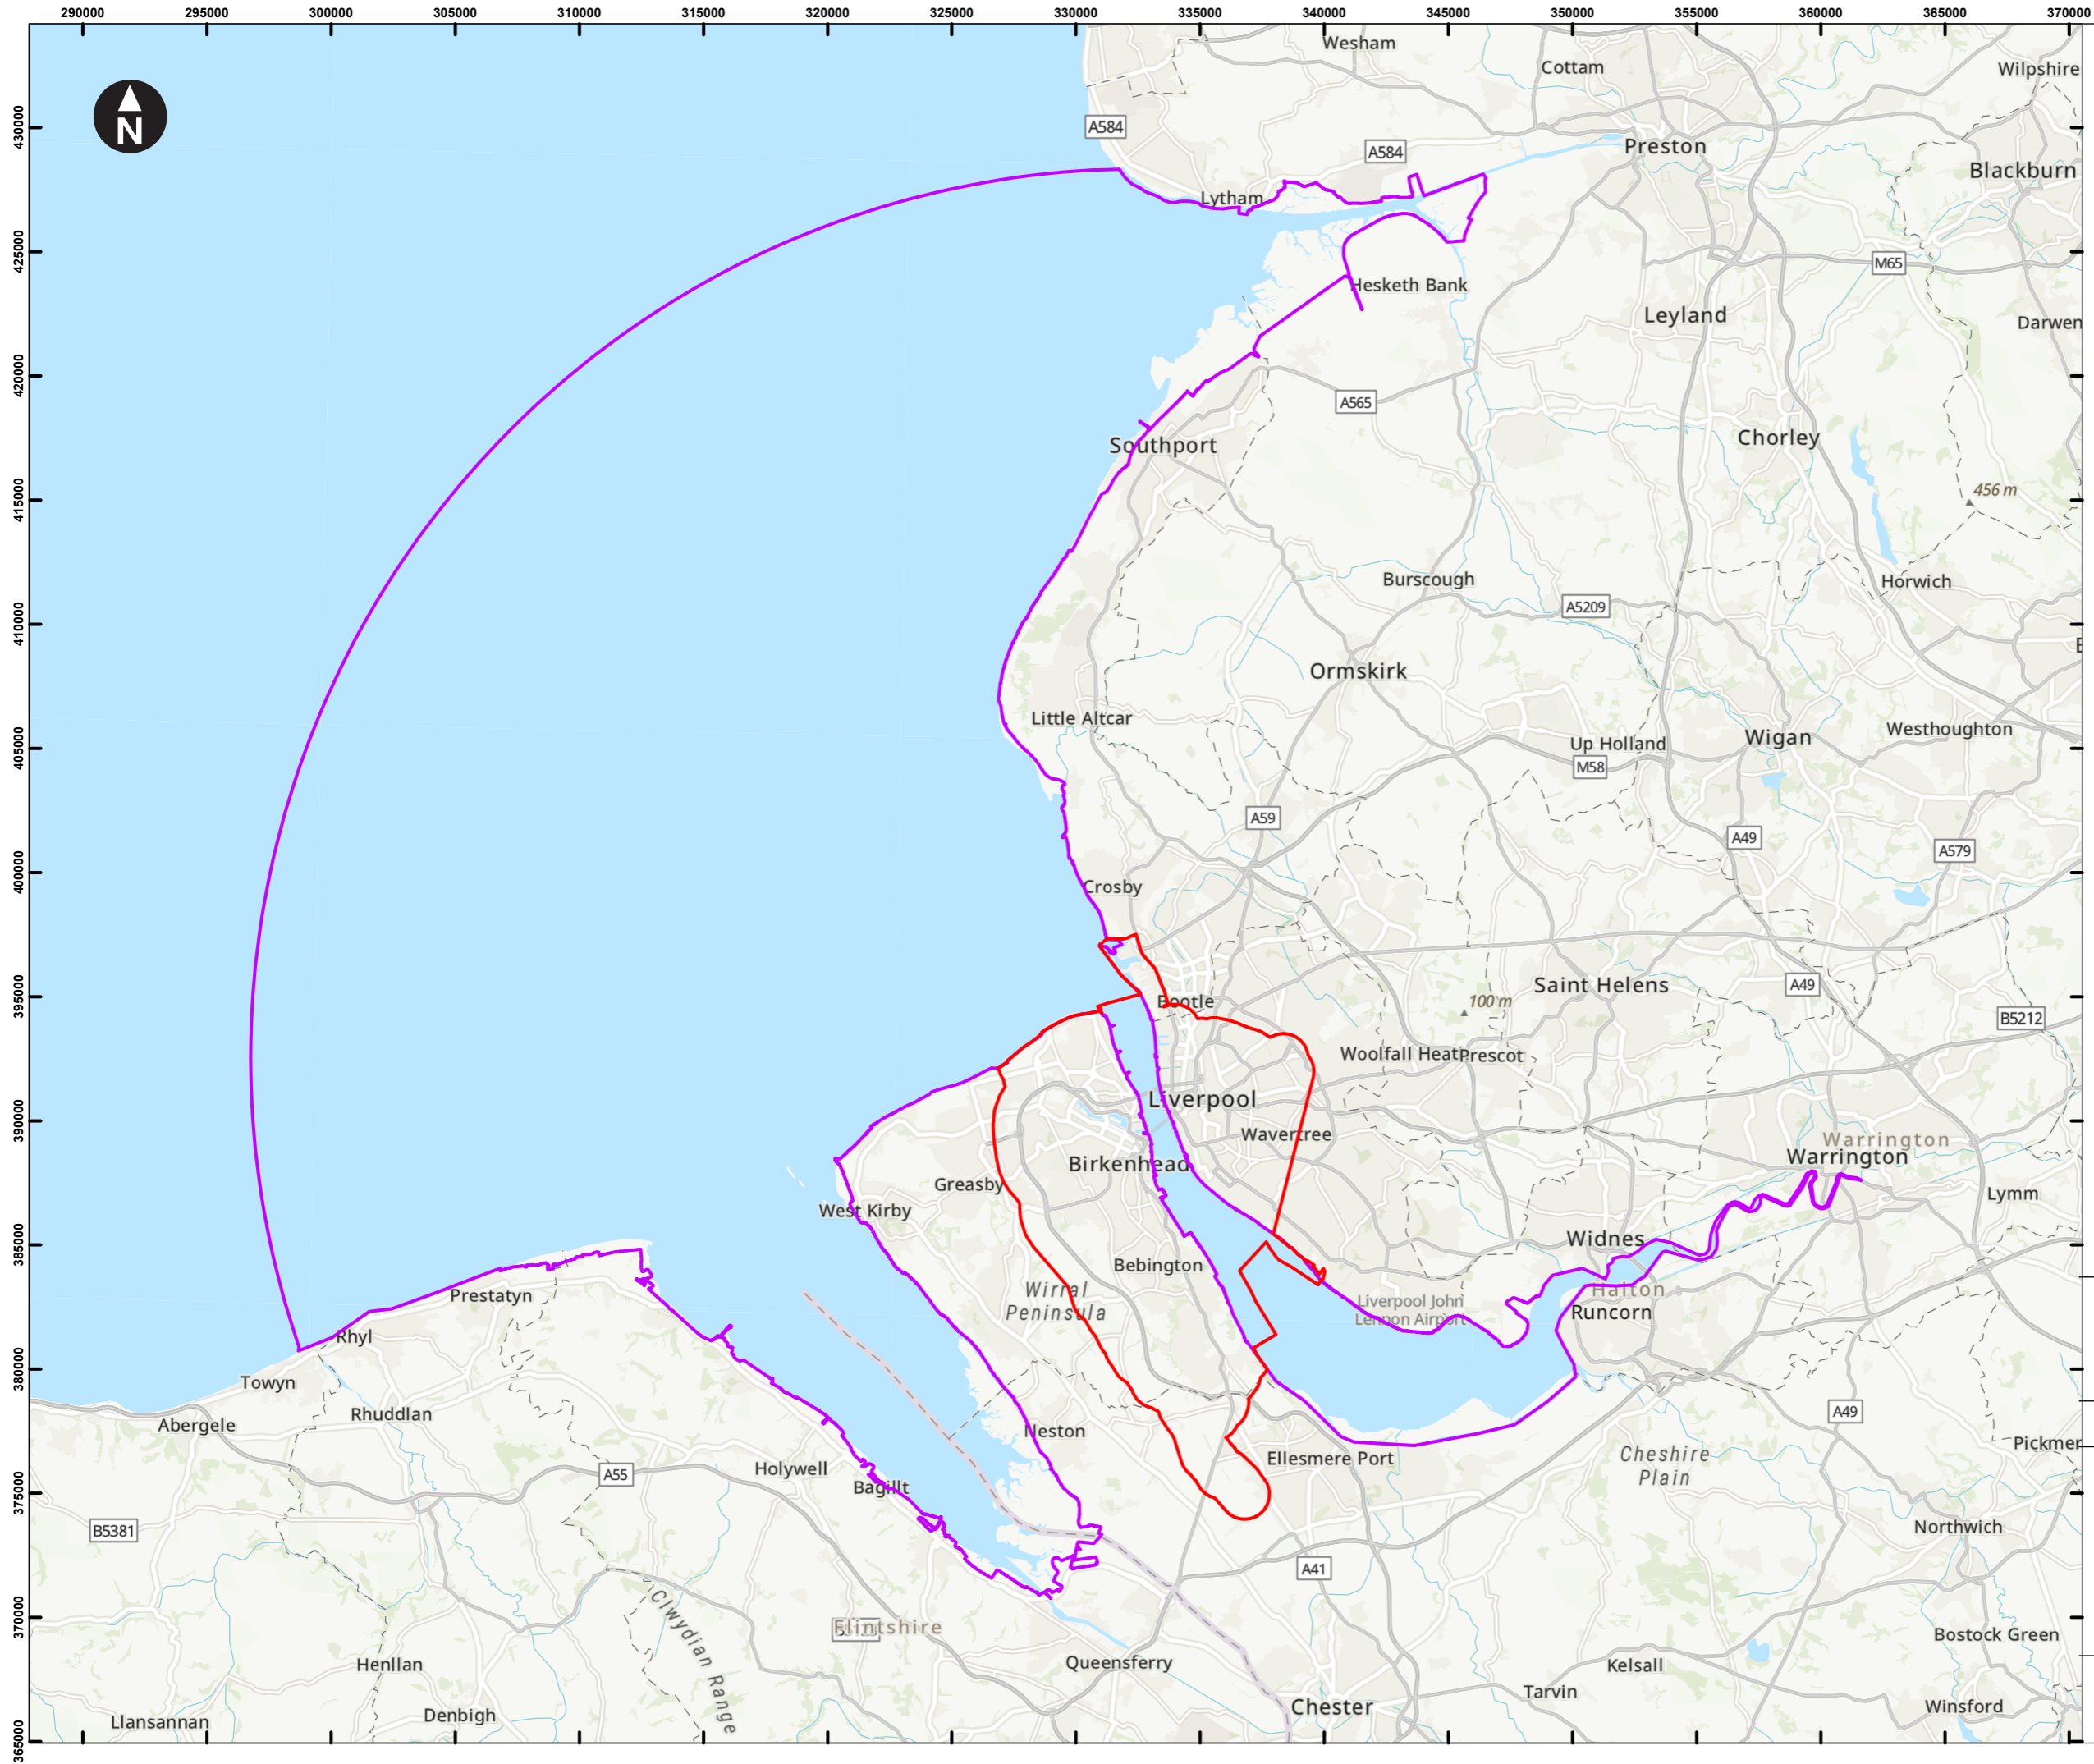 290000 295000 300000 305000 310000 315000 320000 325000 330000 335000 340000 345000 350000 355000 360000 365000 370000
430000
425000
420000
415000
410000
405000
400000
395000
390000
385000
380000
375000
370000
365000
N
Wesham
Cottam
Wilpshire
A584
A584
Preston
Blackburn
Lytham
M65
Hesketh Bank
Leyland
Darwen
A565
Southport
Chorley
456 m
Burscough
Horwich
A5209
Ormskirk
Little Altcar
Up Holland
Wigan
Westhoughton
M58
A59
A49
A579
Crosby
Saint Helens
A49
100 m
Bootle
B5212
Woolfall Heat
Prescot
Liverpool
Wavertree
Warrington
Warrington
Birkenhead
Greasby
Lymm
West Kirby
Widnes
Bebington
Wirral
Peninsula
Halton
Liverpool John
Lennon Airport
Runcorn
Prestatyn
Rhyl
Towyn
Rhuddlan
Abergele
A49
Neston
Pickmer
Cheshire
Plain
Ellesmere Port
Holywell
A55
Bagillt
B5381
Northwich
A41
Clwydian Range
Flintshire
Bostock Green
Henllan
Queensferry
Kelsall
Tarvin
Chester
Winsford
Denbigh
Llansannan